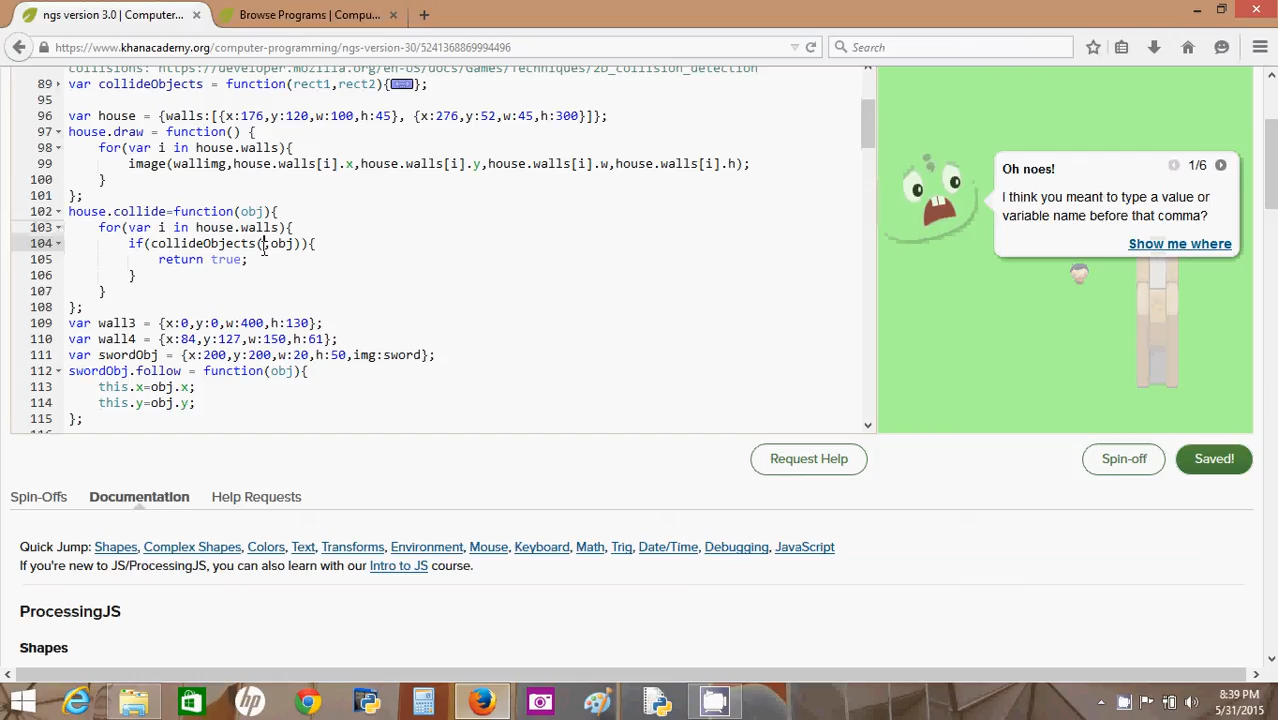 ngs version 3.0 | Computer... ×
Browse Programs | Compu... ×
https://www.khanacademy.org/computer-programming/ngs-version-30/5241368869994496
Search
collisions: https://developer.mozilla.org/en-US/docs/Games/Techniques/2D_collision_detection
89 var collideObjects = function(rect1,rect2){...};
95
96 var house = {walls:[{x:176,y:120,w:100,h:45}, {x:276,y:52,w:45,h:300}]};
97 house.draw = function() {
98 for(var i in house.walls){
99 image(wallimg,house.walls[i].x,house.walls[i].y,house.walls[i].w,house.walls[i].h);
100 }
101 };
102 house.collide=function(obj){
103 for(var i in house.walls){
104 if(collideObjects(,obj)){
105 return true;
106 }
107 }
108 };
109 var wall3 = {x:0,y:0,w:400,h:130};
110 var wall4 = {x:84,y:127,w:150,h:61};
111 var swordObj = {x:200,y:200,w:20,h:50,img:sword};
112 swordObj.follow = function(obj){
113 this.x=obj.x;
114 this.y=obj.y;
115 };
Oh noes!
1/6
I think you meant to type a value or
variable name before that comma?
Show me where
Request Help
Spin-off
Saved!
Spin-Offs Documentation Help Requests
Quick Jump: Shapes, Complex Shapes, Colors, Text, Transforms, Environment, Mouse, Keyboard, Math, Trig, Date/Time, Debugging, JavaScript
If you're new to JS/ProcessingJS, you can also learn with our Intro to JS course.
ProcessingJS
Shapes
hp
8:39 PM
5/31/2015